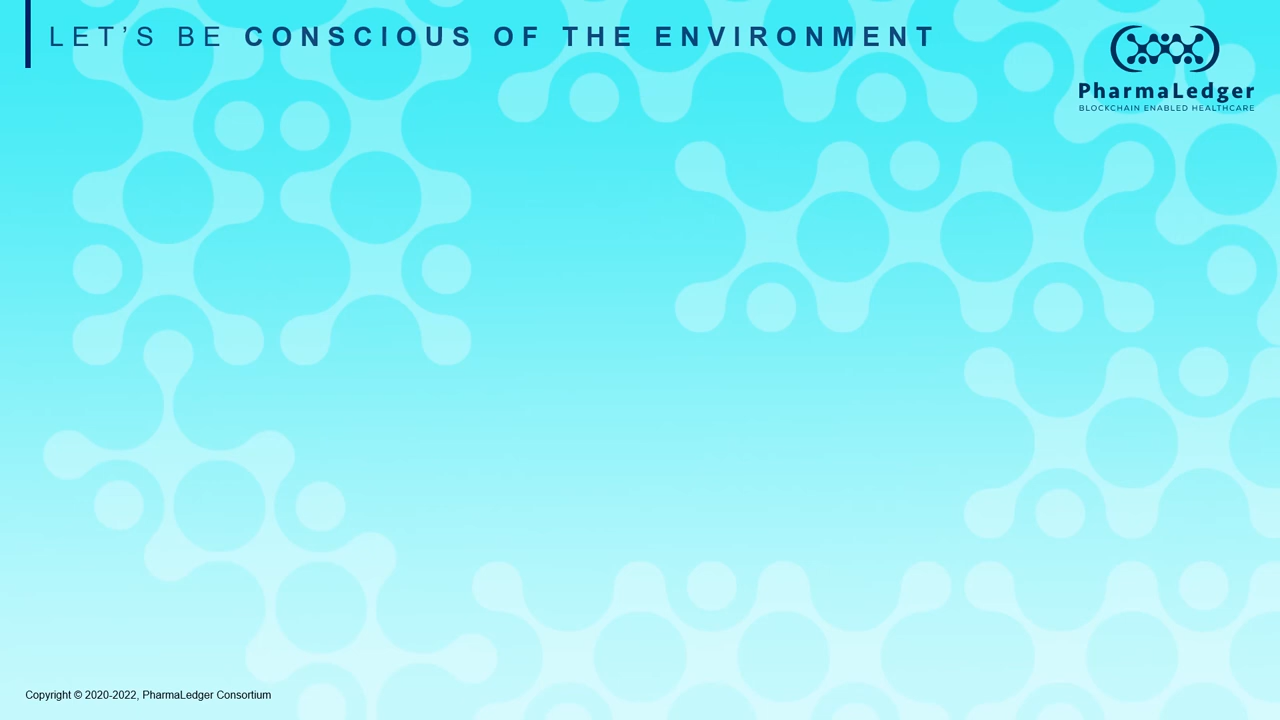 LET'S BE CONSCIOUS OF THE ENVIRONMENT
PharmaLedger
BLOCKCHAIN ENABLED HEALTHCARE
Copyright © 2020-2022, PharmaLedger Consortium